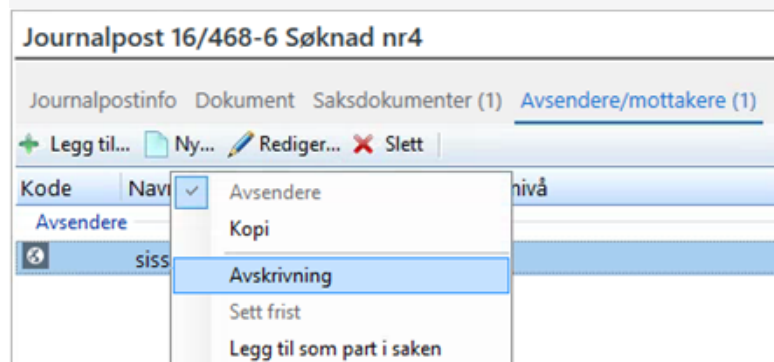 Journalpost 16/468-6 Søknad nr4
Journalpostinfo Dokument Saksdokumenter (1) Avsendere/mottakere (1)
Legg til... Ny... Rediger... Slett
Kode
Avsendere
Avsendere
Kopi
Avskrivning
Sett frist
Legg til som part i saken